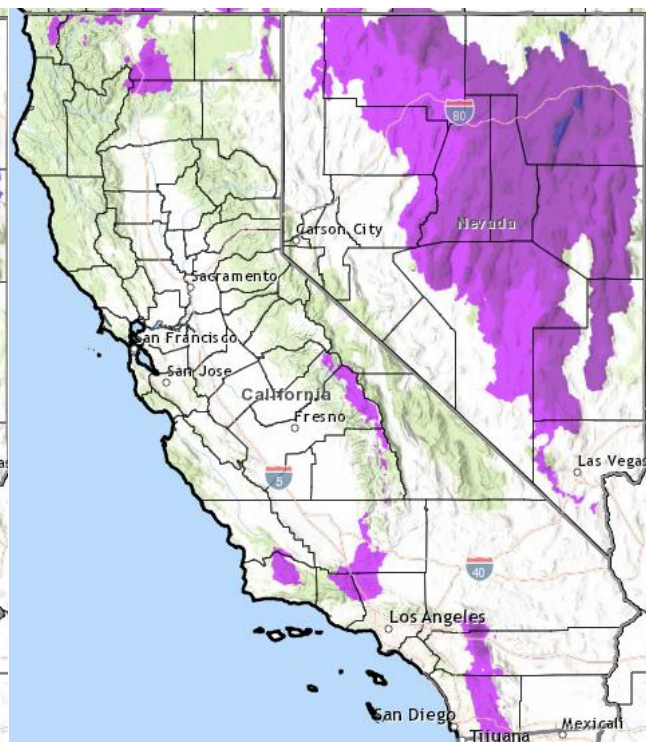 80
Nevada
Carson City
Sacramento
San Francisco
San Jose
California
Fresno
Las Vegas
5
40
Los Angeles
San Diego
Mexicali
Tijuana